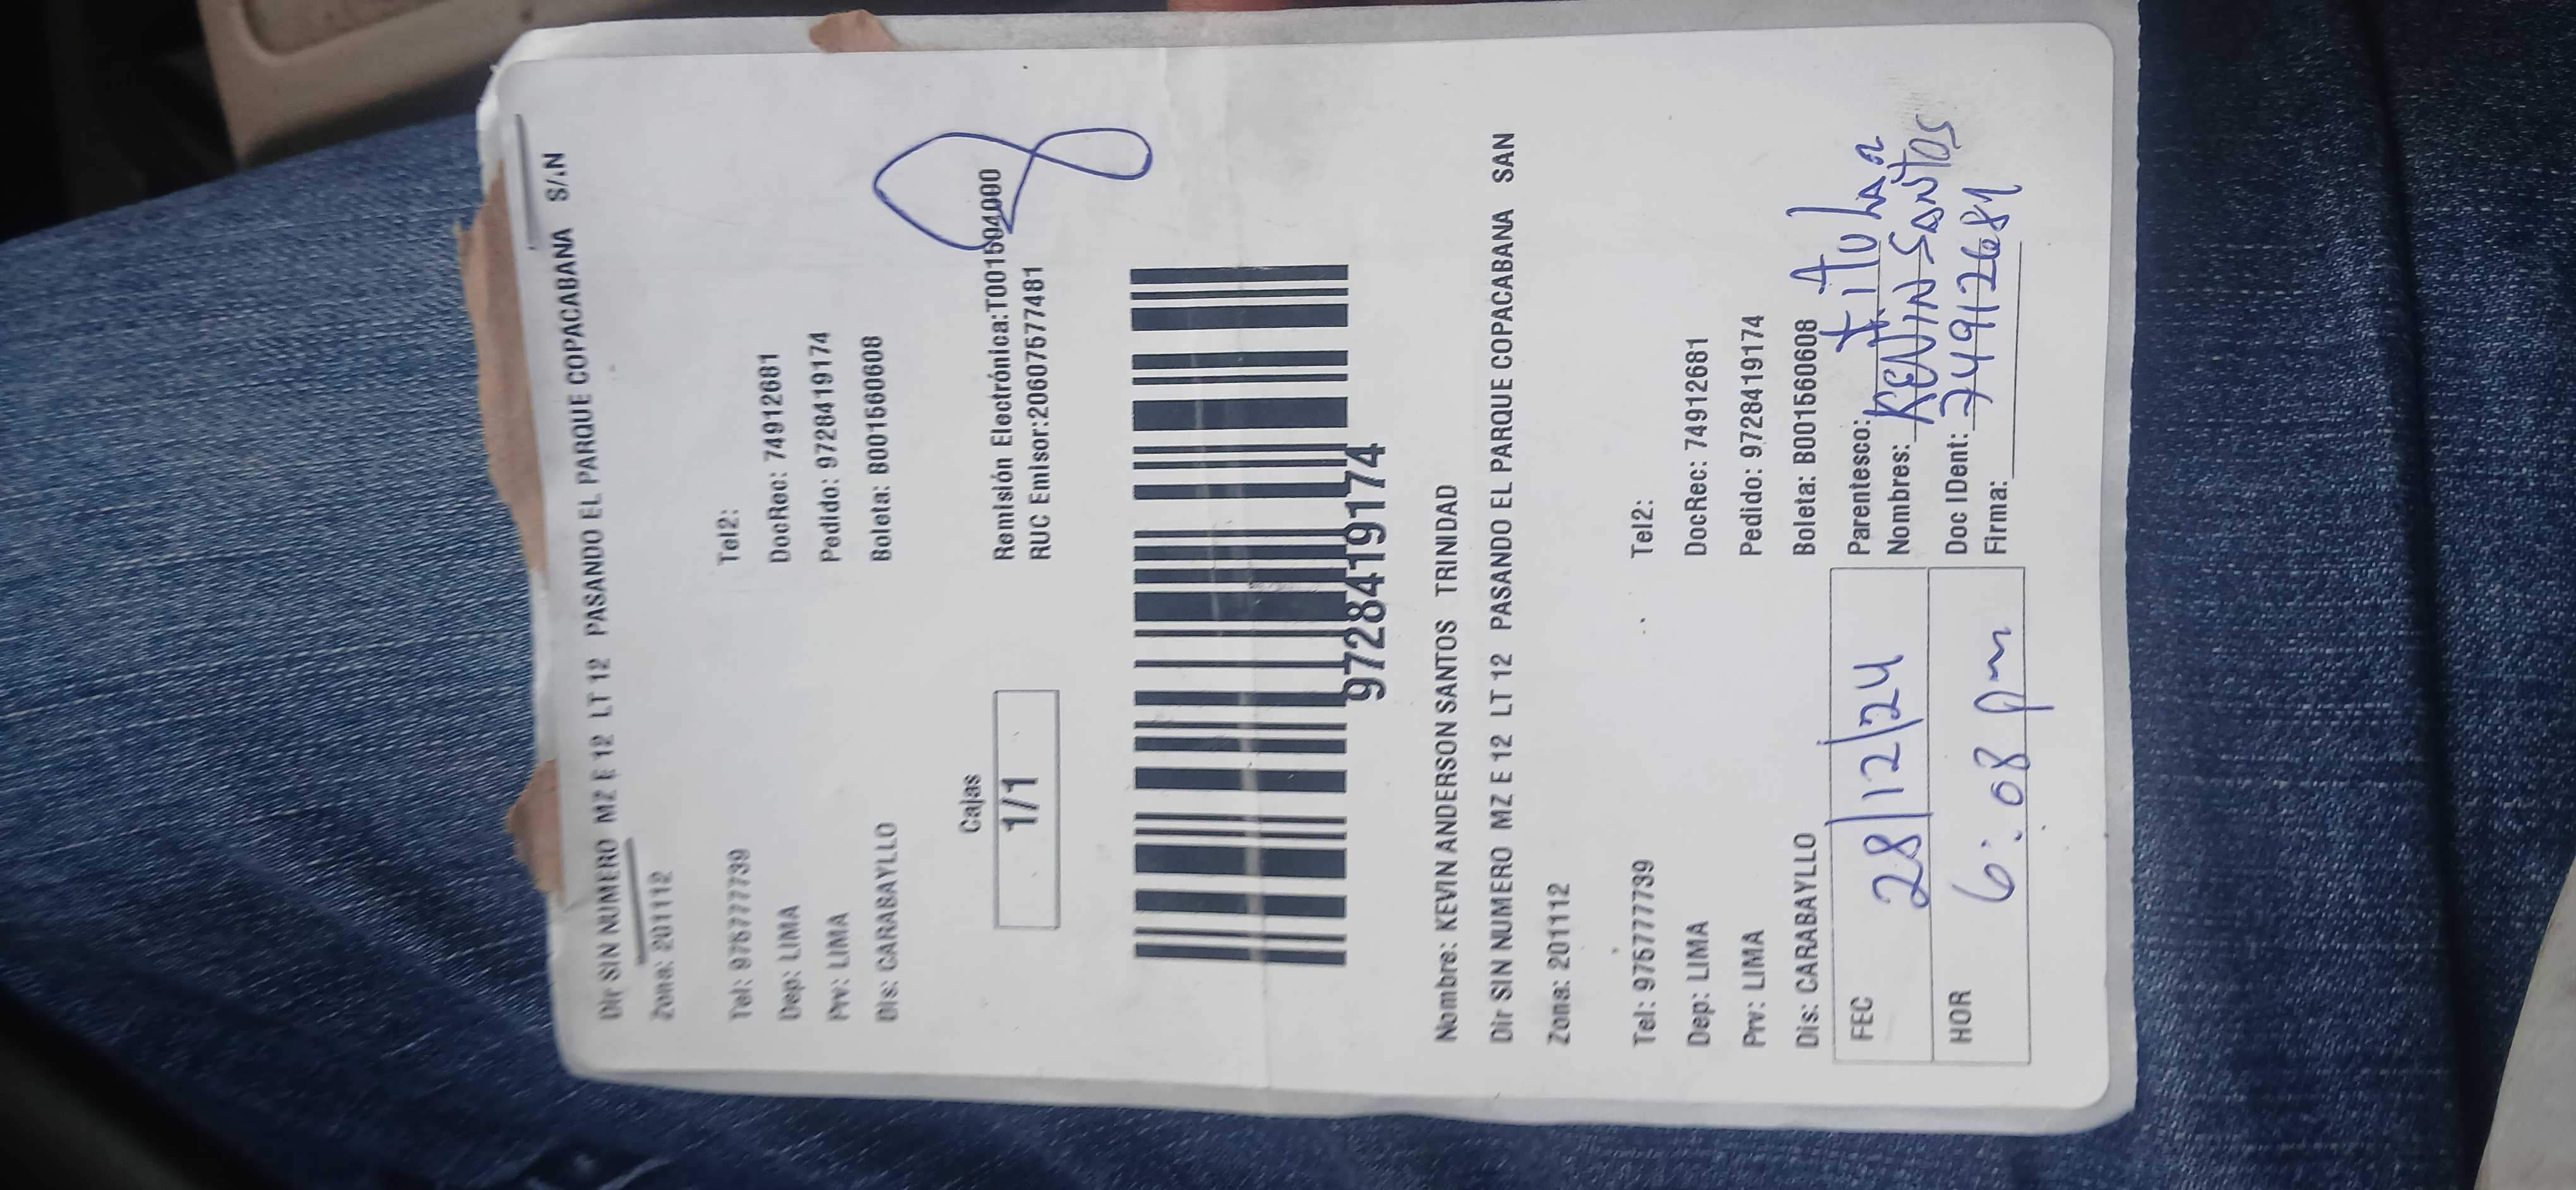 Dir SIN NUMERO MZ E 12 LT 12 PASANDO EL PARQUE COPACABANA SAN
Zona: 201112
Tel: 975777739 Tel2:
Dep: LIMA DocRec: 74912681
Prv: LIMA Pedido: 9728419174
Dis: CARABAYLLO Boleta: B001560608
Cajas
1/1
Remisión Electrónica:T001594000
RUC Emisor:20607577481
9728419174
Nombre: KEVIN ANDERSON SANTOS TRINIDAD
Dir SIN NUMERO MZ E 12 LT 12 PASANDO EL PARQUE COPACABANA SAN
Zona: 201112
Tel: 975777739 Tel2:
Dep: LIMA DocRec: 74912681
Prv: LIMA Pedido: 9728419174
Dis: CARABAYLLO Boleta: B001560608
FEC 28/12/24 Parentesco: titular
Nombres: KEVIN SANTOS
HOR 6:08 pm Doc IDent: 74912681
Firma: